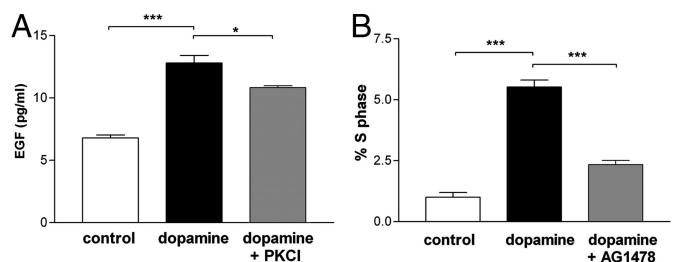 A
***
*
15
10
5
0
EGF (pg/ml)
control
dopamine
dopamine
+ PKCI
B
***
***
7.5
5.0
2.5
0.0
% S phase
control
dopamine
dopamine
+ AG1478